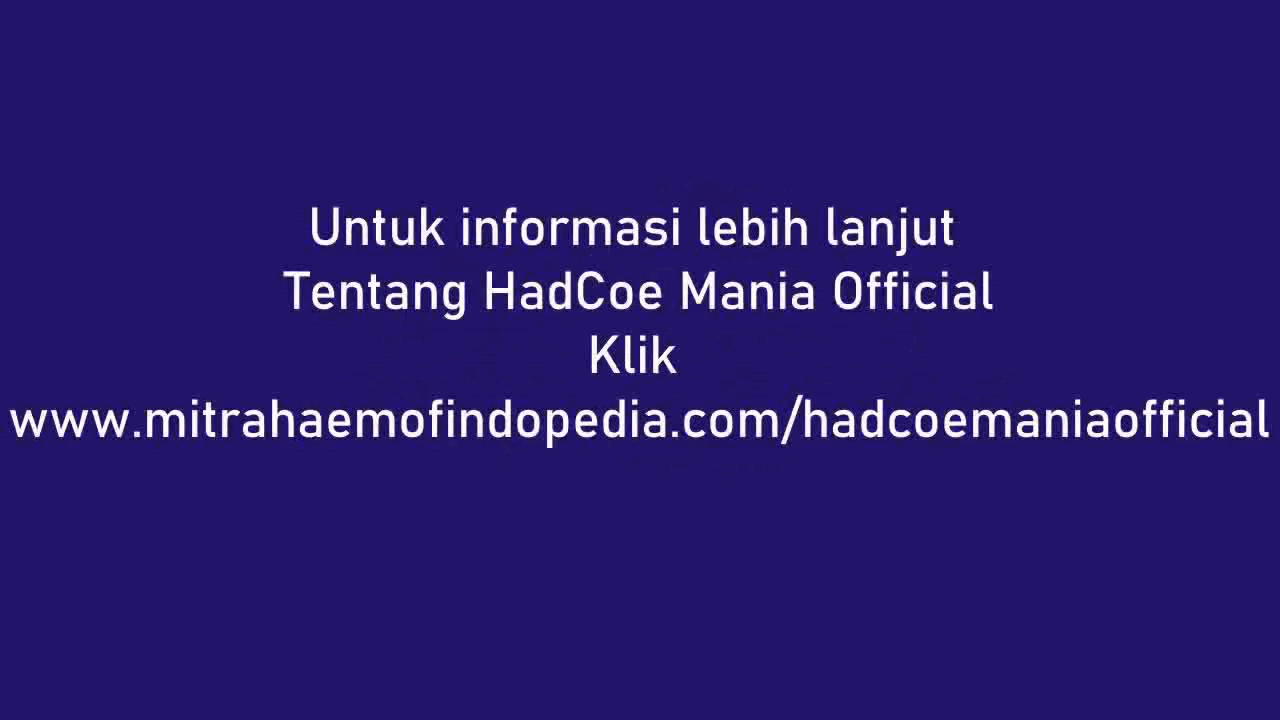 Untuk informasi lebih lanjut
Tentang HadCoe Mania Official
Klik
www.mitrahaemofindopedia.com/hadcoemaniaofficial